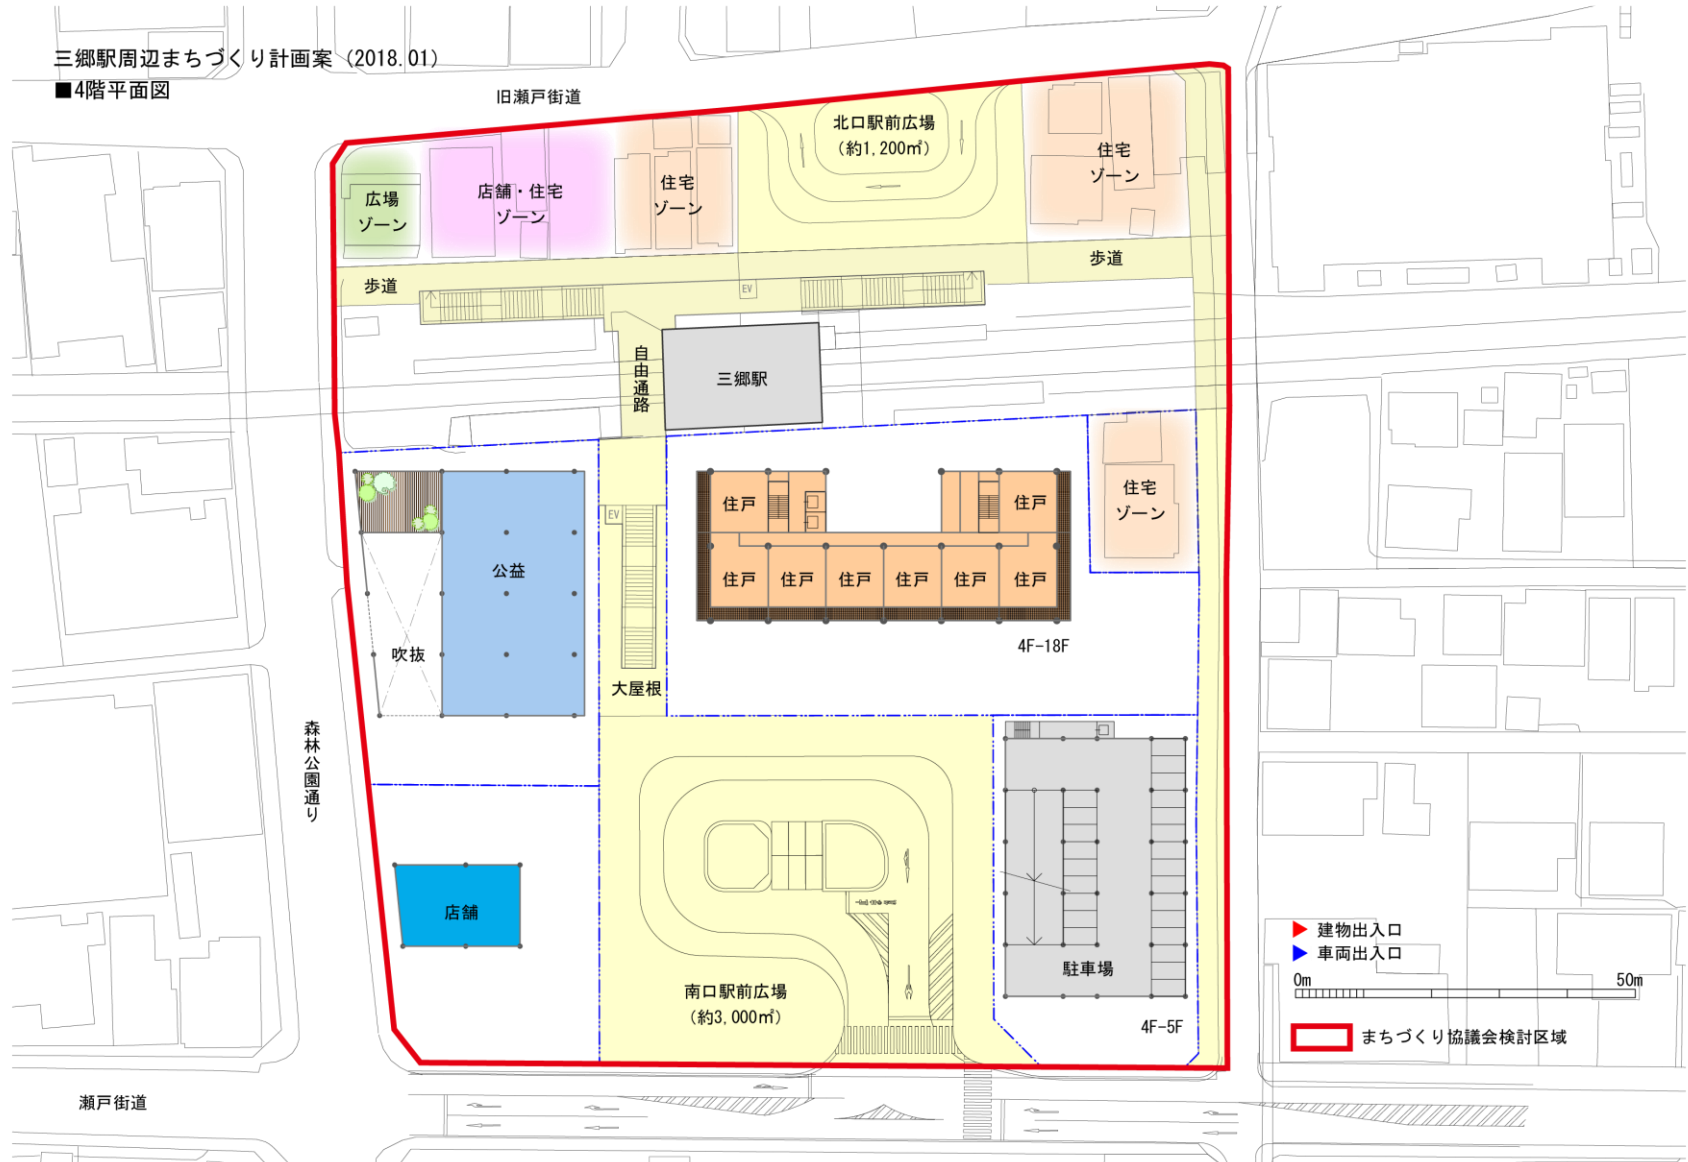 三郷駅周辺まちづくり計画案 (2018.01)
■4階平面図
旧瀬戸街道
北口駅前広場
(約1,200㎡)
住宅
ゾーン
広場
ゾーン
店舗・住宅
ゾーン
住宅
ゾーン
歩道
歩道
EV
自由通路
三郷駅
住宅
ゾーン
公益
吹抜
EV
大屋根
住戸
住戸
住戸
住戸
住戸
住戸
住戸
住戸
4F-18F
森林公園通り
店舗
南口駅前広場
(約3,000㎡)
駐車場
4F-5F
建物出入口
車両出入口
0m
50m
まちづくり協議会検討区域
瀬戸街道